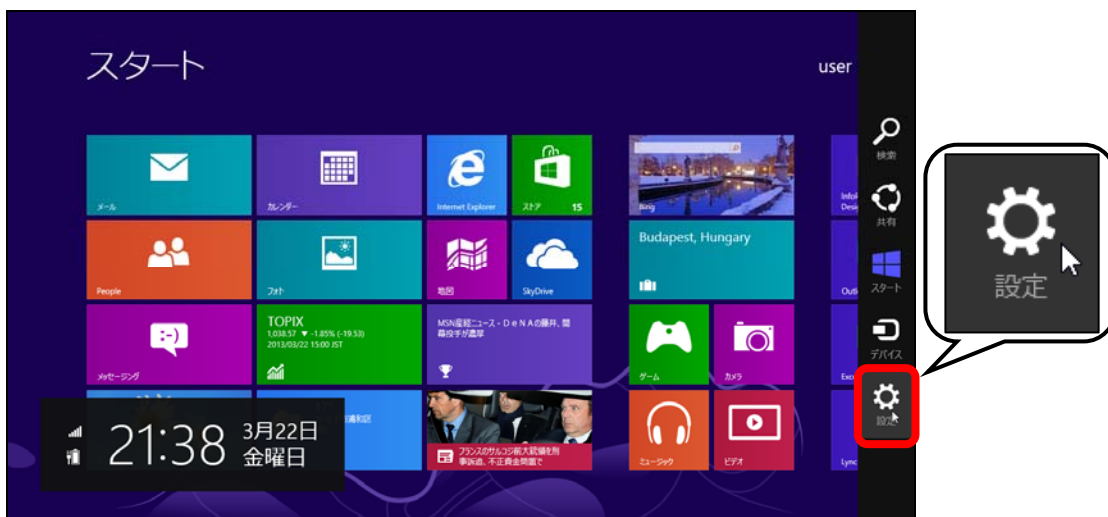 スタート
user
メール
カレンダー
Internet Explorer
ストア 15
Bing
People
フォト
地図
SkyDrive
Budapest, Hungary
メッセージング
TOPIX
1,038.57 ▼ -1.85% (-19.53)
2013/03/22 15:00 JST
MSN産経ニュース - DeNAの藤井、開
幕投手が濃厚
ゲーム
カメラ
フランスのサルコジ前大統領を刑
事訴追、不正資金問題で
ミュージック
ビデオ
Lync
21:38
3月22日
金曜日
検索
共有
スタート
デバイス
設定
設定